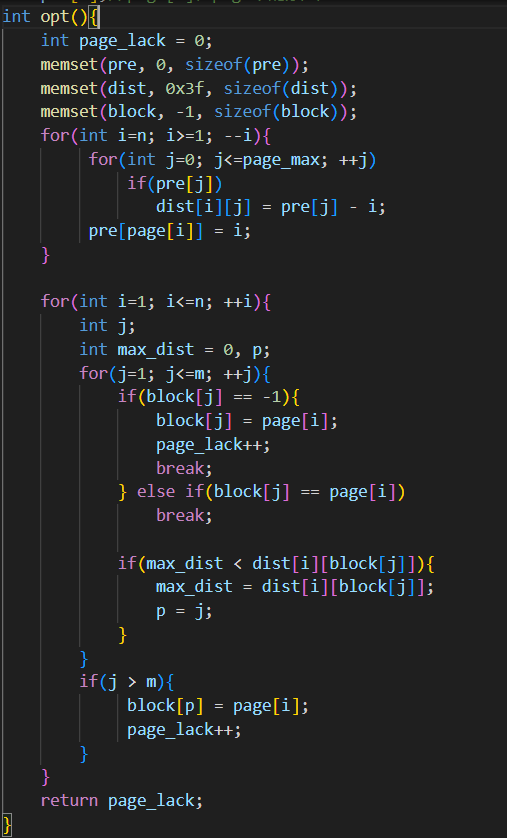 int opt(){
    int page_lack = 0;
    memset(pre, 0, sizeof(pre));
    memset(dist, 0x3f, sizeof(dist));
    memset(block, -1, sizeof(block));
    for(int i=n; i>=1; --i){
        for(int j=0; j<=page_max; ++j)
            if(pre[j])
                dist[i][j] = pre[j] - i;
        pre[page[i]] = i;
    }

    for(int i=1; i<=n; ++i){
        int j;
        int max_dist = 0, p;
        for(j=1; j<=m; ++j){
            if(block[j] == -1){
                block[j] = page[i];
                page_lack++;
                break;
            } else if(block[j] == page[i])
                break;

            if(max_dist < dist[i][block[j]]){
                max_dist = dist[i][block[j]];
                p = j;
            }
        }
        if(j > m){
            block[p] = page[i];
            page_lack++;
        }
    }
    return page_lack;
}